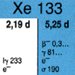 Xe 133
2,19 d 5,25 d
β⁻ 0,3...
γ 81...
Iγ 233 e⁻
e⁻ σ 190